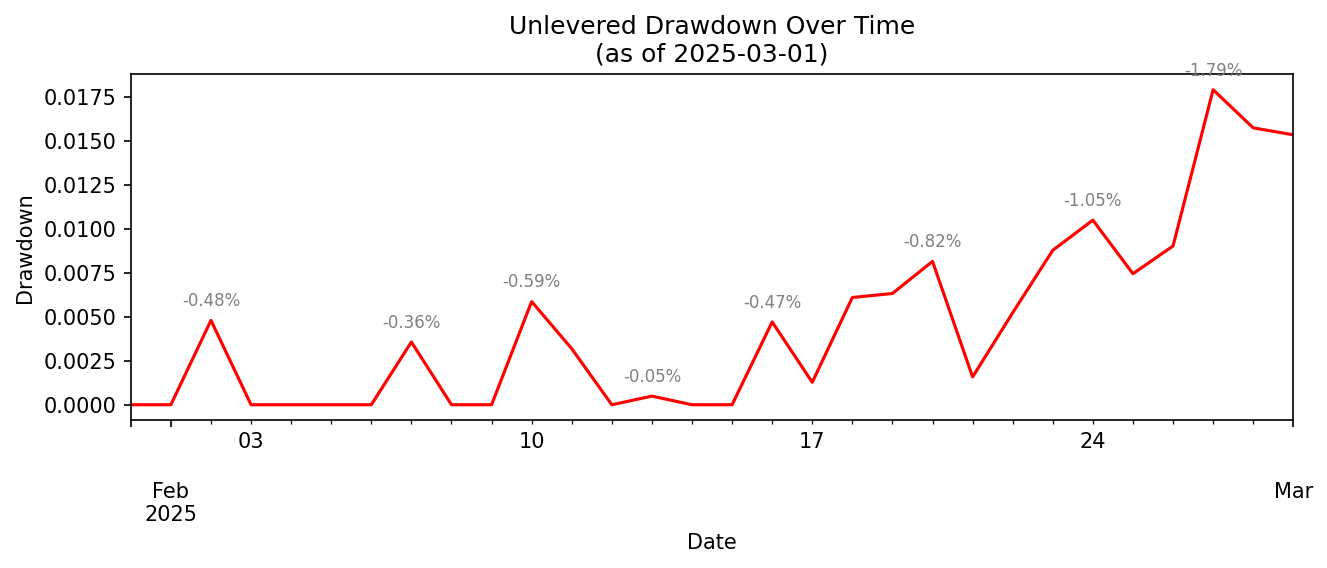 Unlevered Drawdown Over Time
(as of 2025-03-01)
-1.79%
0.0175
0.0150
0.0125
-1.05%
0.0100
-0.82%
0.0075
-0.59%
-0.48%
-0.47%
0.0050
-0.36%
0.0025
-0.05%
0.0000
Drawdown
03 10 17 24
Feb Mar
2025
Date